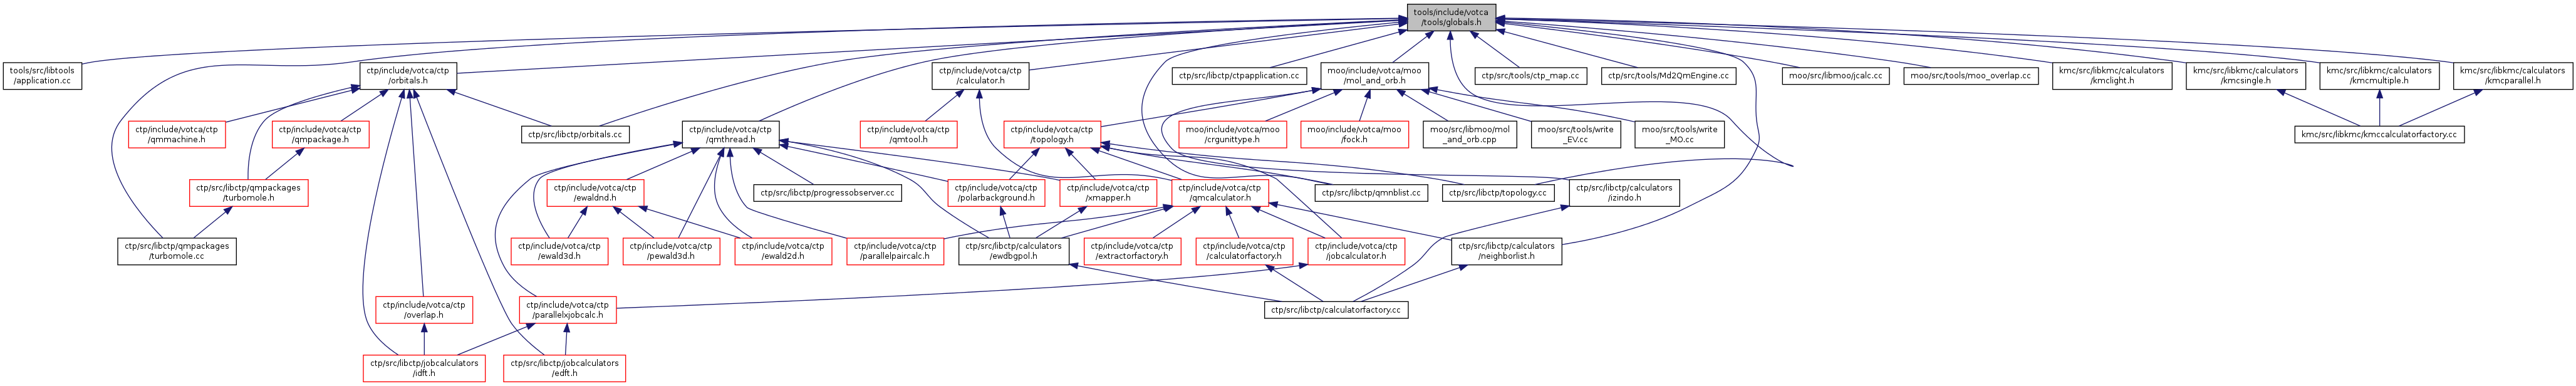 tools/include/votca
/tools/globals.h
tools/src/libtools
/application.cc
ctp/include/votca/ctp
/orbitals.h
ctp/include/votca/ctp
/calculator.h
ctp/src/libctp/ctpapplication.cc
moo/include/votca/moo
/mol_and_orb.h
ctp/src/tools/ctp_map.cc
ctp/src/tools/Md2QmEngine.cc
moo/src/libmoo/jcalc.cc
moo/src/tools/moo_overlap.cc
kmc/src/libkmc/calculators
/kmclight.h
kmc/src/libkmc/calculators
/kmcsingle.h
kmc/src/libkmc/calculators
/kmcmultiple.h
kmc/src/libkmc/calculators
/kmcparallel.h
ctp/include/votca/ctp
/qmmachine.h
ctp/include/votca/ctp
/qmpackage.h
ctp/src/libctp/orbitals.cc
ctp/include/votca/ctp
/qmthread.h
ctp/include/votca/ctp
/qmtool.h
ctp/include/votca/ctp
/topology.h
moo/include/votca/moo
/crgunittype.h
moo/include/votca/moo
/fock.h
moo/src/libmoo/mol
_and_orb.cpp
moo/src/tools/write
_EV.cc
moo/src/tools/write
_MO.cc
kmc/src/libkmc/kmccalculatorfactory.cc
ctp/src/libctp/qmpackages
/turbomole.h
ctp/include/votca/ctp
/ewaldnd.h
ctp/src/libctp/progressobserver.cc
ctp/include/votca/ctp
/polarbackground.h
ctp/include/votca/ctp
/xmapper.h
ctp/include/votca/ctp
/qmcalculator.h
ctp/src/libctp/qmnblist.cc
ctp/src/libctp/topology.cc
ctp/src/libctp/calculators
/izindo.h
ctp/src/libctp/qmpackages
/turbomole.cc
ctp/include/votca/ctp
/ewald3d.h
ctp/include/votca/ctp
/pewald3d.h
ctp/include/votca/ctp
/ewald2d.h
ctp/include/votca/ctp
/parallelpaircalc.h
ctp/src/libctp/calculators
/ewdbgpol.h
ctp/include/votca/ctp
/extractorfactory.h
ctp/include/votca/ctp
/calculatorfactory.h
ctp/include/votca/ctp
/jobcalculator.h
ctp/src/libctp/calculators
/neighborlist.h
ctp/include/votca/ctp
/overlap.h
ctp/include/votca/ctp
/parallelxjobcalc.h
ctp/src/libctp/calculatorfactory.cc
ctp/src/libctp/jobcalculators
/idft.h
ctp/src/libctp/jobcalculators
/edft.h